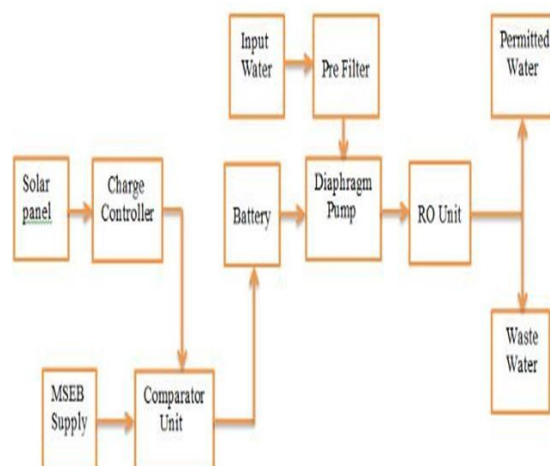 Input
Water
Pre Filter
Permitted
Water
Solar
panel
Charge
Controller
Battery
Diaphragm
Pump
RO Unit
Waste
Water
MSEB
Supply
Comparator
Unit